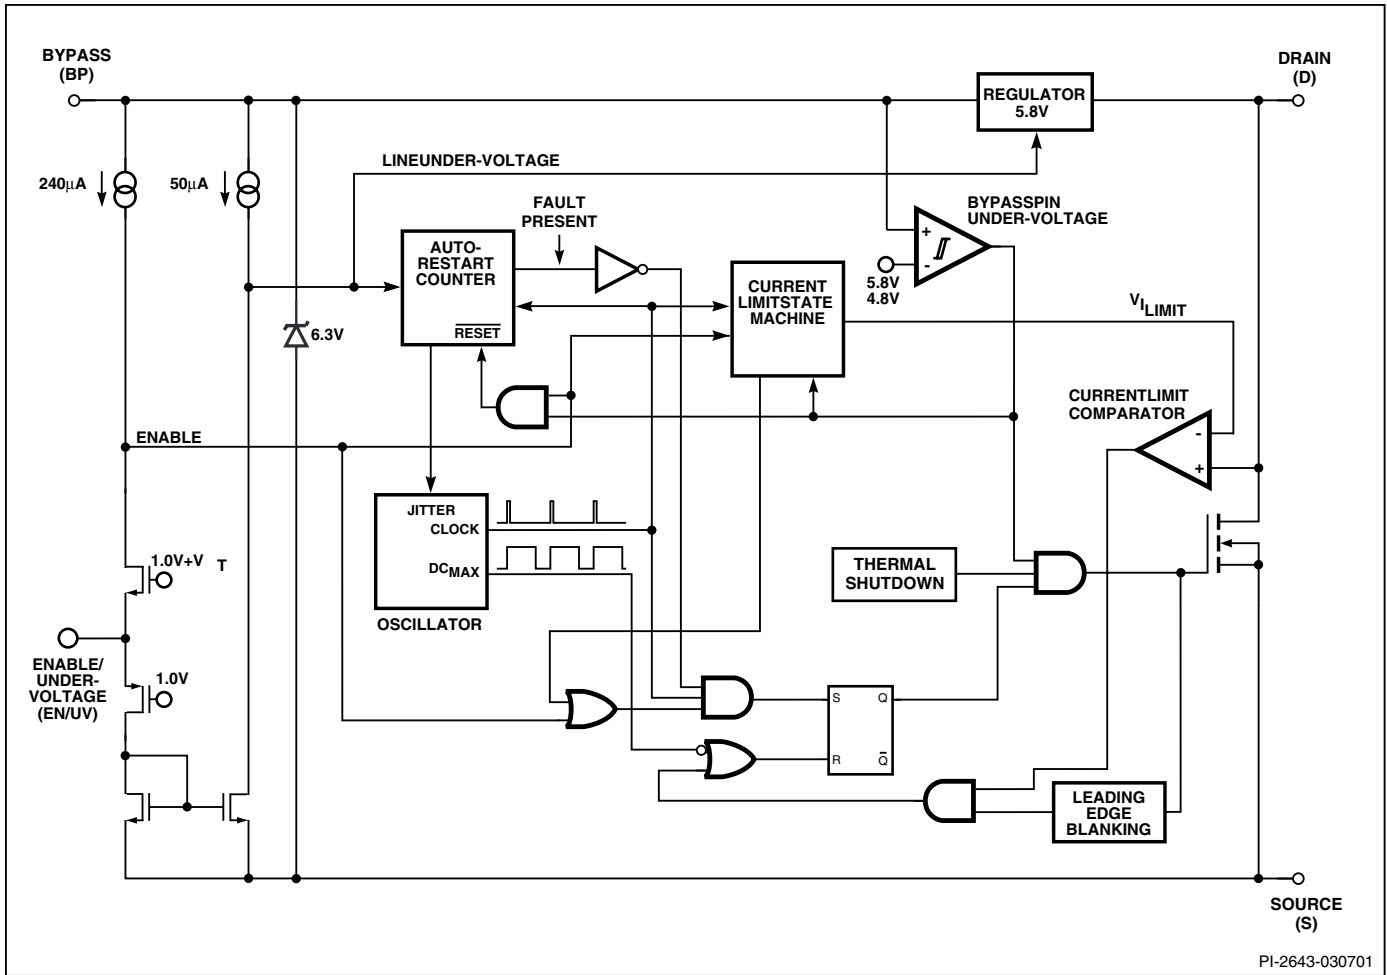 BYPASS
(BP)
DRAIN
(D)
REGULATOR
5.8V
LINEUNDER-VOLTAGE
240μA
50μA
FAULT
PRESENT
BYPASSPIN
UNDER-VOLTAGE
+
-
5.8V
4.8V
AUTO-
RESTART
COUNTER
RESET
CURRENT
LIMITSTATE
MACHINE
VILIMIT
6.3V
CURRENTLIMIT
COMPARATOR
-
+
ENABLE
JITTER
CLOCK
DCMAX
OSCILLATOR
1.0V+V T
THERMAL
SHUTDOWN
ENABLE/
UNDER-
VOLTAGE
(EN/UV)
1.0V
S Q
R Q
LEADING
EDGE
BLANKING
SOURCE
(S)
PI-2643-030701